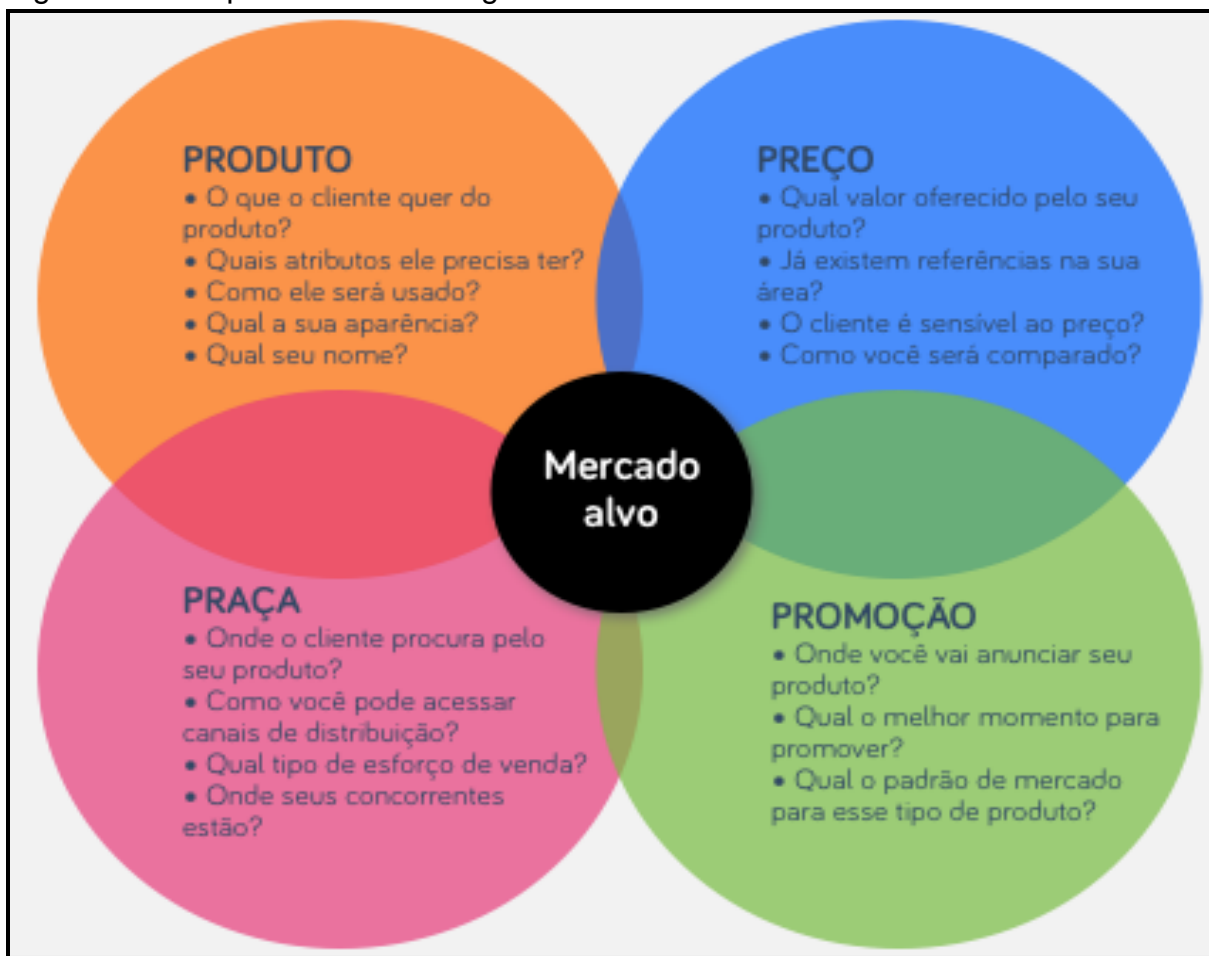 PRODUTO
• O que o cliente quer do
produto?
• Quais atributos ele precisa ter?
• Como ele será usado?
• Qual a sua aparência?
• Qual seu nome?
PREÇO
• Qual valor oferecido pelo seu
produto?
• Já existem referências na sua
área?
• O cliente é sensível ao preço?
• Como você será comparado?
Mercado
alvo
PRAÇA
• Onde o cliente procura pelo
seu produto?
• Como você pode acessar
canais de distribuição?
• Qual tipo de esforço de venda?
• Onde seus concorrentes
estão?
PROMOÇÃO
• Onde você vai anunciar seu
produto?
• Qual o melhor momento para
promover?
• Qual o padrão de mercado
para esse tipo de produto?